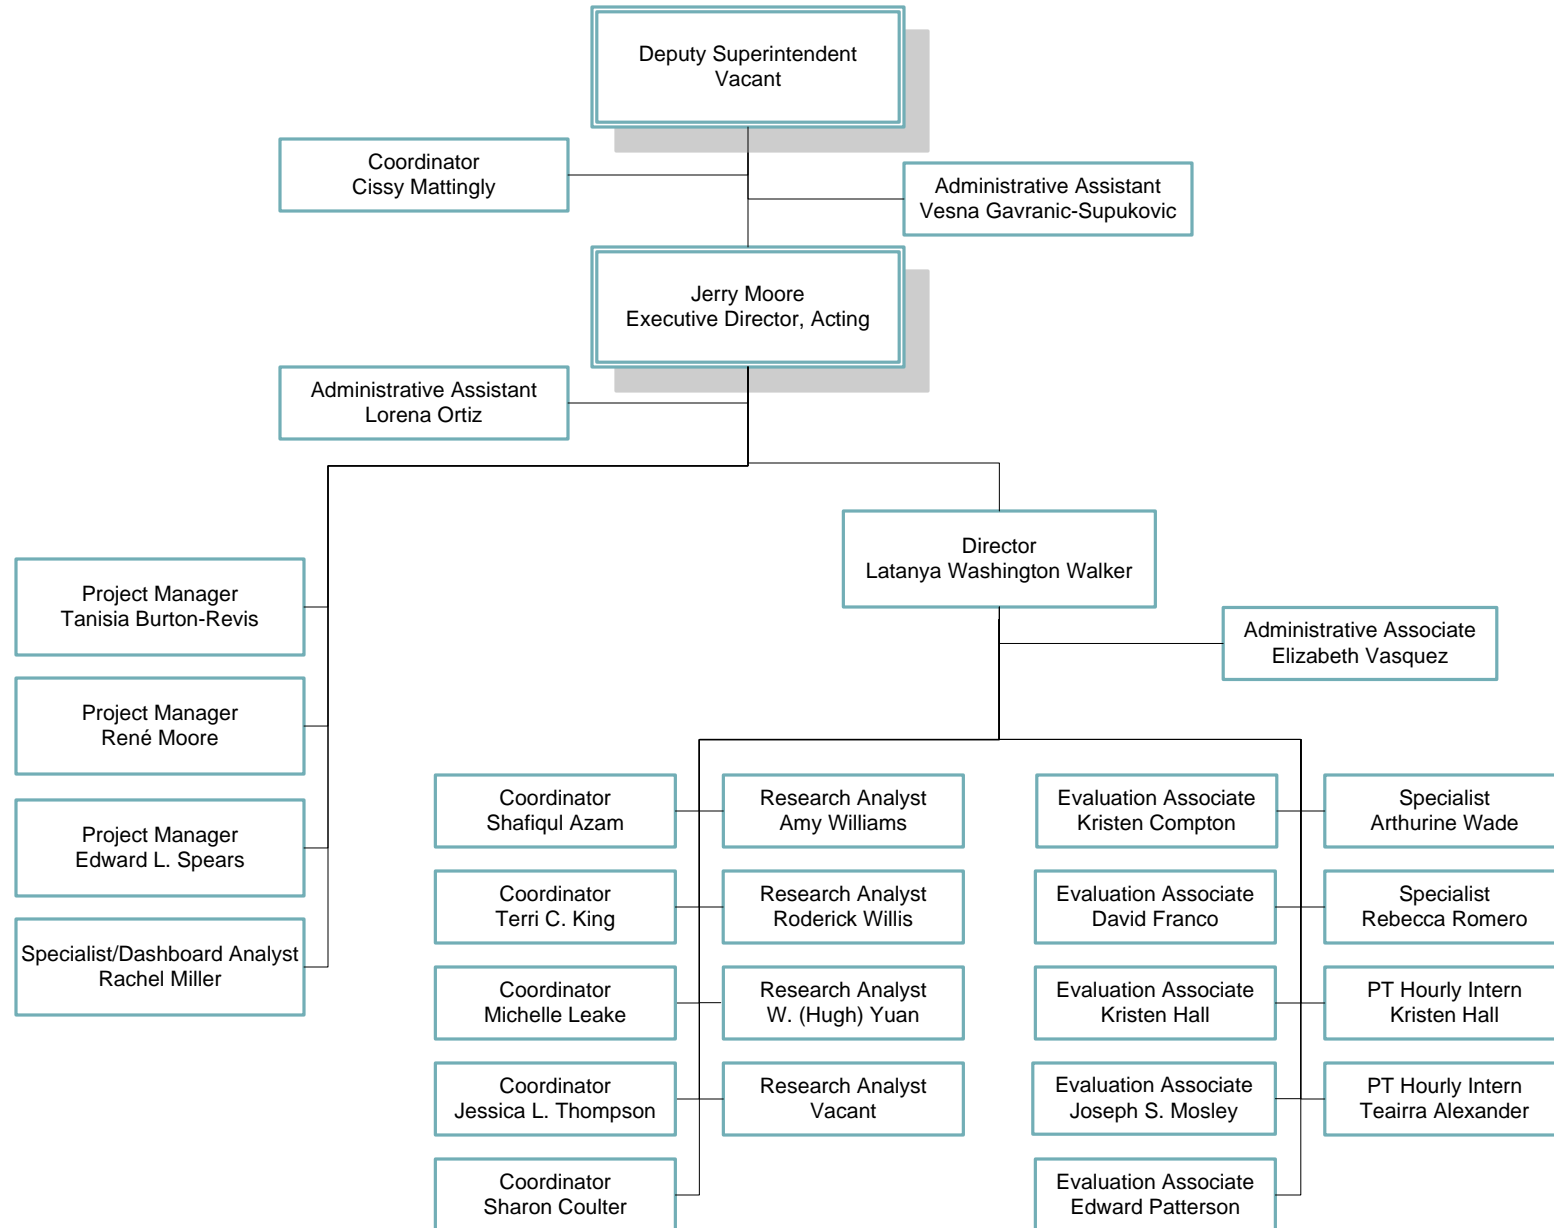 Deputy Superintendent
Vacant
Coordinator
Cissy Mattingly
Administrative Assistant
Vesna Gavranic-Supukovic
Jerry Moore
Executive Director, Acting
Administrative Assistant
Lorena Ortiz
Director
Latanya Washington Walker
Project Manager
Tanisia Burton-Revis
Administrative Associate
Elizabeth Vasquez
Project Manager
René Moore
Project Manager
Edward L. Spears
Specialist/Dashboard Analyst
Rachel Miller
Coordinator
Shafiqul Azam
Research Analyst
Amy Williams
Evaluation Associate
Kristen Compton
Specialist
Arthurine Wade
Coordinator
Terri C. King
Research Analyst
Roderick Willis
Evaluation Associate
David Franco
Specialist
Rebecca Romero
Coordinator
Michelle Leake
Research Analyst
W. (Hugh) Yuan
Evaluation Associate
Kristen Hall
PT Hourly Intern
Kristen Hall
Coordinator
Jessica L. Thompson
Research Analyst
Vacant
Evaluation Associate
Joseph S. Mosley
PT Hourly Intern
Teairra Alexander
Coordinator
Sharon Coulter
Evaluation Associate
Edward Patterson